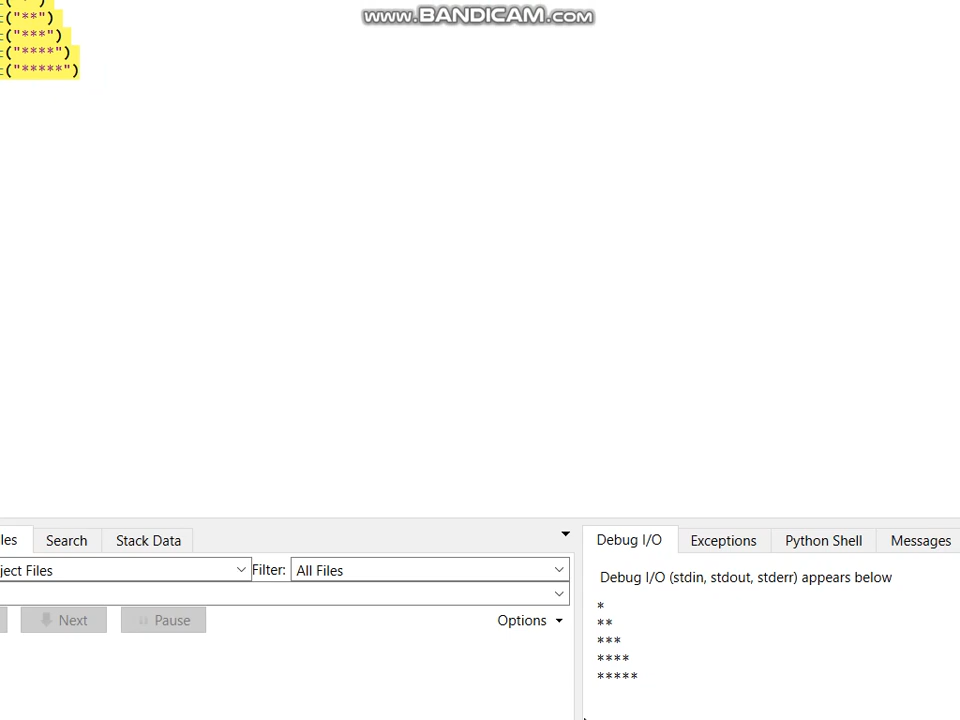 www.BANDICAM.com
("**")
("***")
("****")
("*****")
les Search Stack Data
ject Files Filter: All Files
Next Pause Options
Debug I/O Exceptions Python Shell Messages
Debug I/O (stdin, stdout, stderr) appears below
*
**
***
****
*****